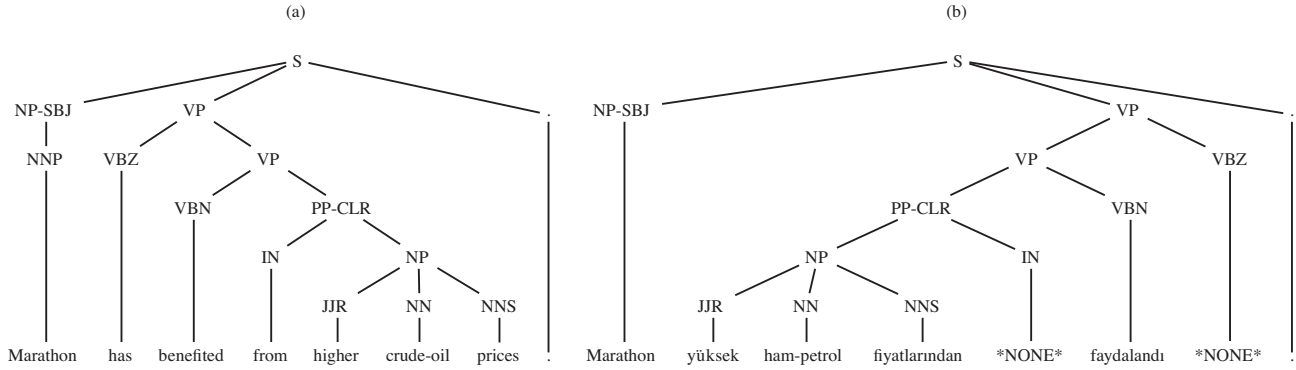 (a) (b)
S S
NP-SBJ VP . NP-SBJ VP .
NNP VBZ VP VP VBZ
VBN PP-CLR PP-CLR VBN
IN NP NP IN
JJR NN NNS JJR NN NNS
Marathon has benefited from higher crude-oil prices . Marathon yüksek ham-petrol fiyatlarından *NONE* faydalandı *NONE* .